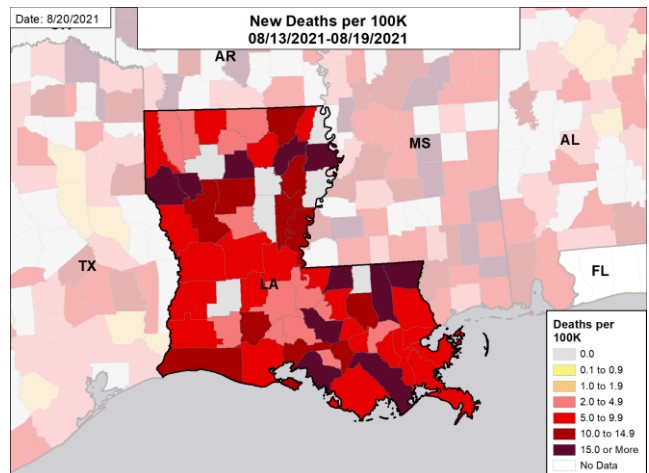 Date: 8/20/2021
New Deaths per 100K
08/13/2021-08/19/2021
AR
MS
AL
TX
LA
FL
Deaths per
100K
0.0
0.1 to 0.9
1.0 to 1.9
2.0 to 4.9
5.0 to 9.9
10.0 to 14.9
15.0 or More
No Data